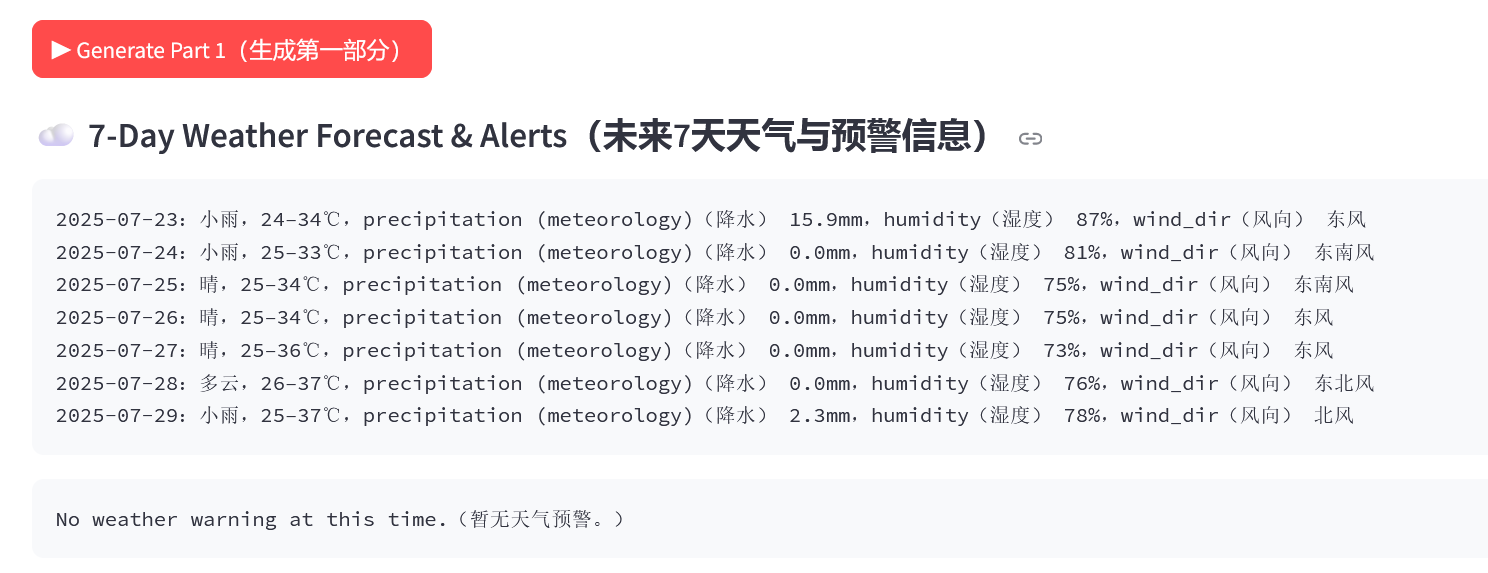 ▶ Generate Part 1（生成第一部分）
7-Day Weather Forecast & Alerts（未来7天天气与预警信息）
2025-07-23：小雨，24-34℃，precipitation (meteorology)（降水） 15.9mm，humidity（湿度） 87%，wind_dir（风向） 东风
2025-07-24：小雨，25-33℃，precipitation (meteorology)（降水） 0.0mm，humidity（湿度） 81%，wind_dir（风向） 东南风
2025-07-25：晴，25-34℃，precipitation (meteorology)（降水） 0.0mm，humidity（湿度） 75%，wind_dir（风向） 东南风
2025-07-26：晴，25-34℃，precipitation (meteorology)（降水） 0.0mm，humidity（湿度） 75%，wind_dir（风向） 东风
2025-07-27：晴，25-36℃，precipitation (meteorology)（降水） 0.0mm，humidity（湿度） 73%，wind_dir（风向） 东风
2025-07-28：多云，26-37℃，precipitation (meteorology)（降水） 0.0mm，humidity（湿度） 76%，wind_dir（风向） 东北风
2025-07-29：小雨，25-37℃，precipitation (meteorology)（降水） 2.3mm，humidity（湿度） 78%，wind_dir（风向） 北风
No weather warning at this time.（暂无天气预警。）